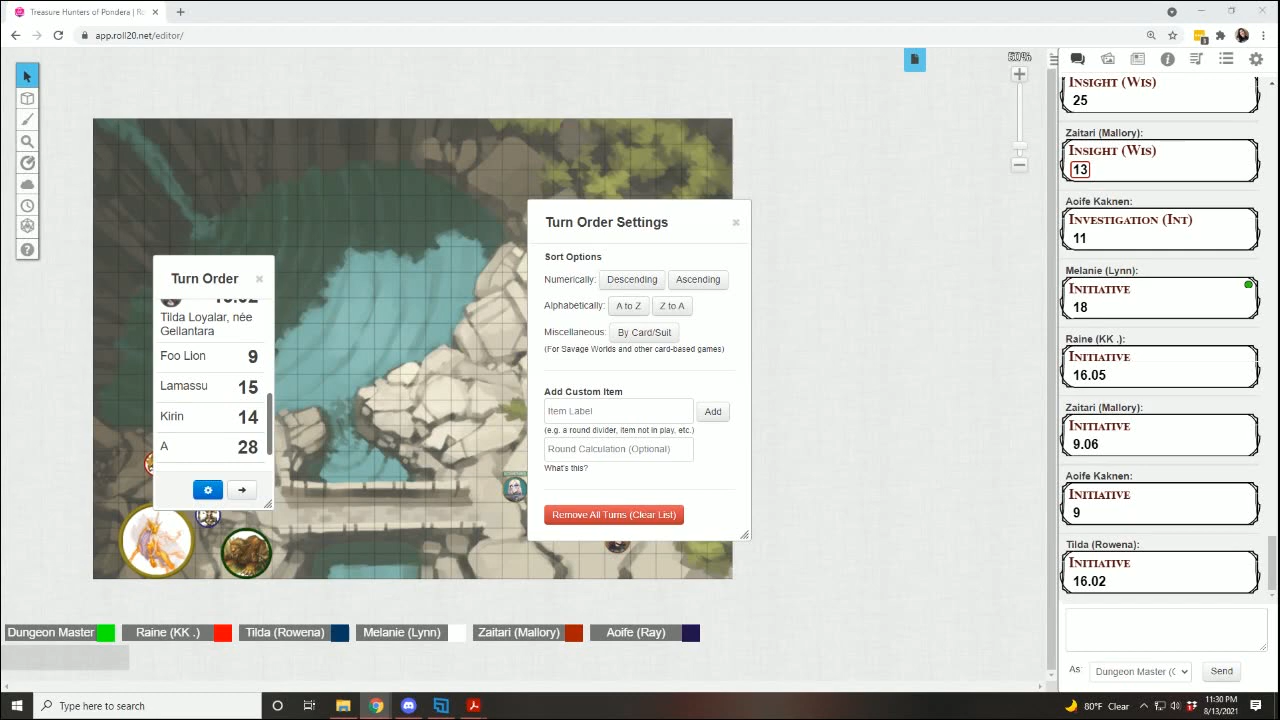 Treasure Hunters of Pondera | Ro
app.roll20.net/editor/
60%
Turn Order
16.02
Tilda Loyalar, née
Gellantara
Foo Lion 9
Lamassu 15
Kirin 14
A 28
Turn Order Settings
Sort Options
Numerically: Descending Ascending
Alphabetically: A to Z Z to A
Miscellaneous: By Card/Suit
(For Savage Worlds and other card-based games)
Add Custom Item
Item Label Add
(e.g. a round divider, item not in play, etc.)
Round Calculation (Optional)
What's this?
Remove All Turns (Clear List)
Insight (Wis)
25
Zaitari (Mallory):
Insight (Wis)
13
Aoife Kaknen:
Investigation (Int)
11
Melanie (Lynn):
Initiative
18
Raine (KK .):
Initiative
16.05
Zaitari (Mallory):
Initiative
9.06
Aoife Kaknen:
Initiative
9
Tilda (Rowena):
Initiative
16.02
As: Dungeon Master (G Send
Dungeon Master Raine (KK .) Tilda (Rowena) Melanie (Lynn) Zaitari (Mallory) Aoife (Ray)
Type here to search
80°F Clear
11:30 PM
8/13/2021